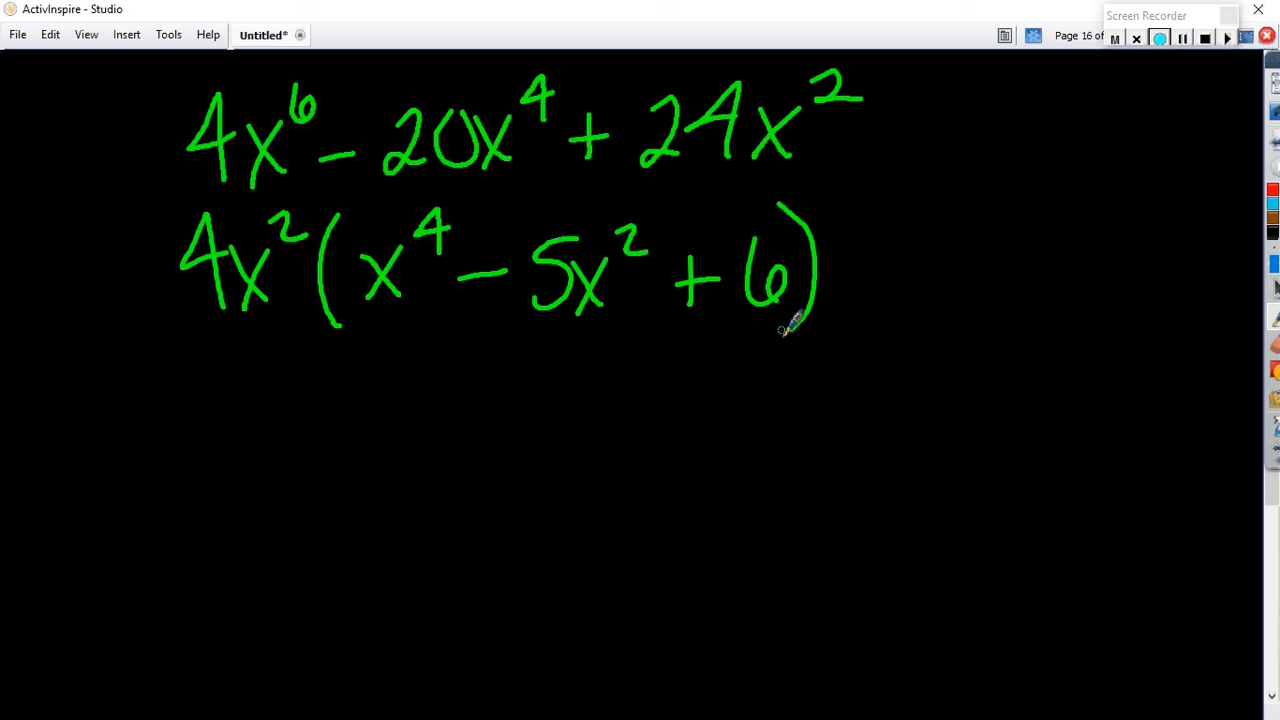 ActivInspire - Studio
Screen Recorder
File Edit View Insert Tools Help Untitled*
Page 16 of
4x⁶ - 20x⁴ + 24x²
4x²(x⁴ - 5x² + 6)